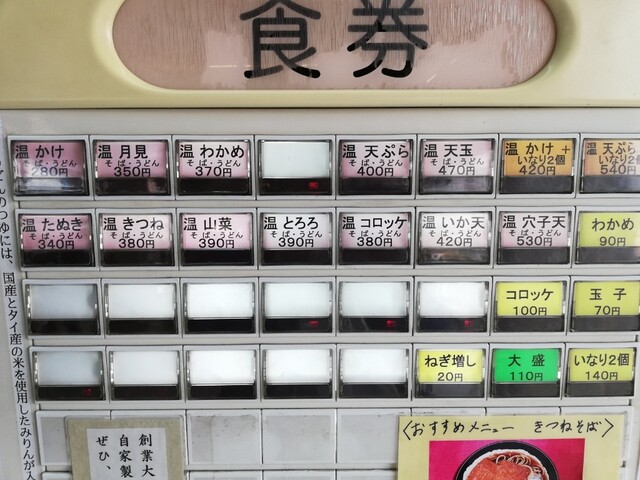 食券
温 かけ
そば・うどん
280円
温 月見
そば・うどん
350円
温 わかめ
そば・うどん
370円
温 天ぷら
そば・うどん
400円
温 天玉
そば・うどん
470円
温 かけ +
いなり2個
420円
温 天ぷら
いなり2個
540円
温 たぬき
そば・うどん
340円
温 きつね
そば・うどん
380円
温 山菜
そば・うどん
390円
温 とろろ
そば・うどん
390円
温 コロッケ
そば・うどん
380円
温 いか天
そば・うどん
420円
温 穴子天
そば・うどん
530円
わかめ
90円
コロッケ
100円
玉子
70円
ねぎ増し
20円
大盛
110円
いなり2個
140円
んのつゆには、国産とタイ産の米を使用したみりんが入
創業大
自家製
ぜひ、
〈おすすめメニュー きつねそば〉